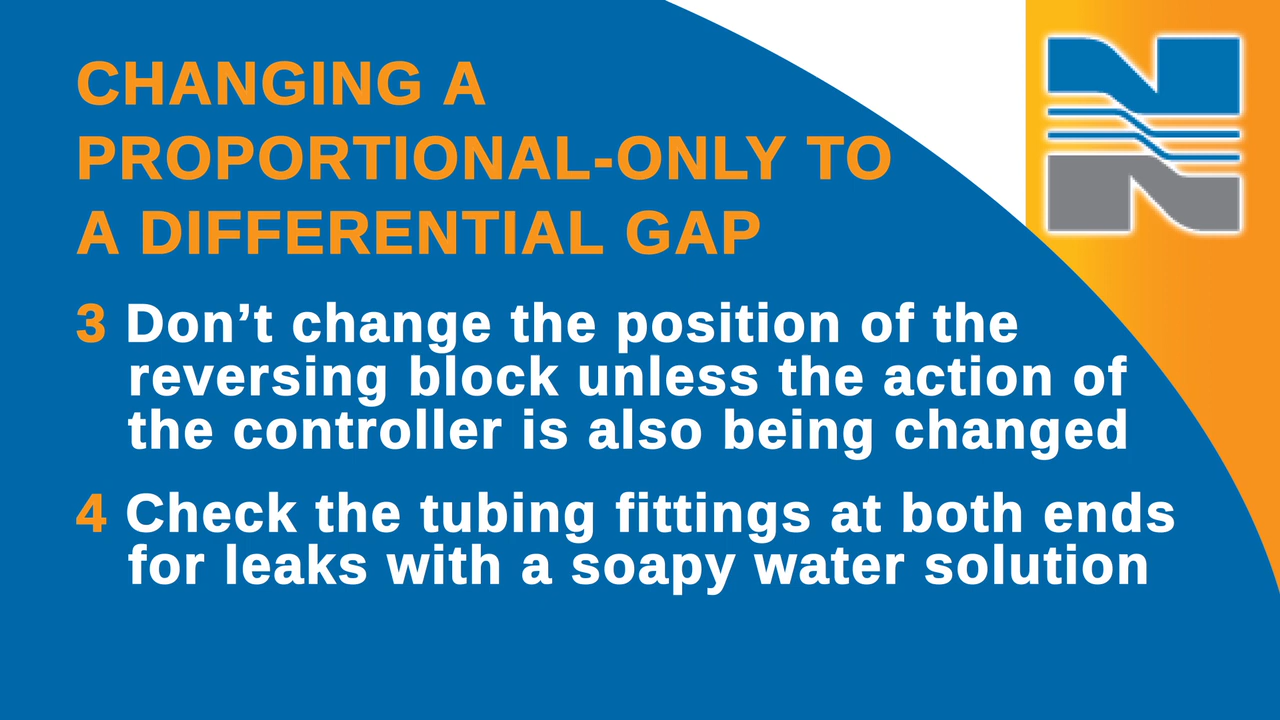 CHANGING A
PROPORTIONAL-ONLY TO
A DIFFERENTIAL GAP
3 Don’t change the position of the
reversing block unless the action of
the controller is also being changed
4 Check the tubing fittings at both ends
for leaks with a soapy water solution